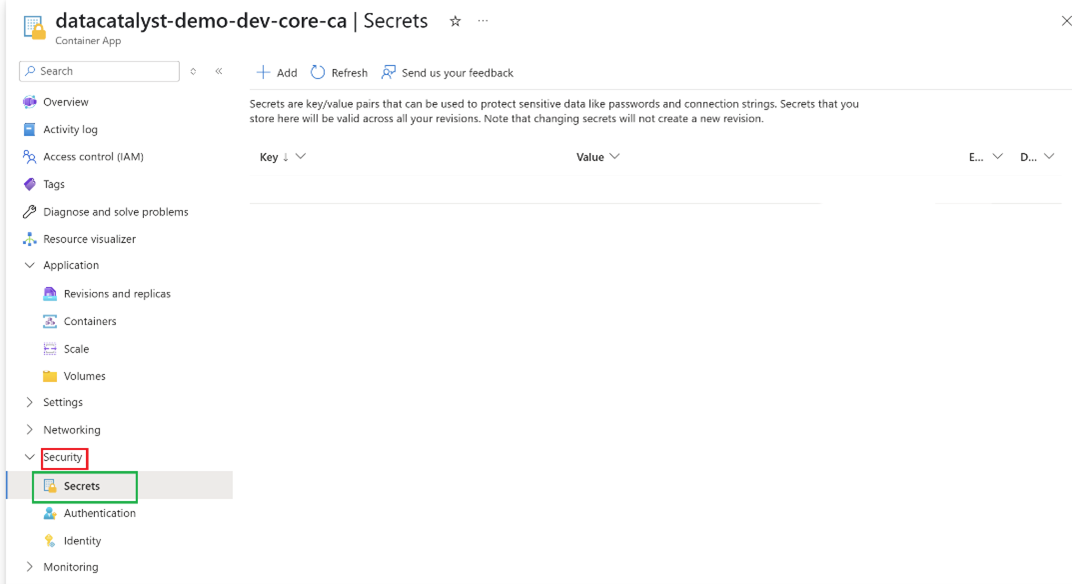 datacatalyst-demo-dev-core-ca | Secrets
Container App
Search
Add Refresh Send us your feedback
Overview
Activity log
Access control (IAM)
Tags
Diagnose and solve problems
Resource visualizer
Application
Revisions and replicas
Containers
Scale
Volumes
Settings
Networking
Security
Secrets
Authentication
Identity
Monitoring
Secrets are key/value pairs that can be used to protect sensitive data like passwords and connection strings. Secrets that you
store here will be valid across all your revisions. Note that changing secrets will not create a new revision.
Key ↓ Value E... D...